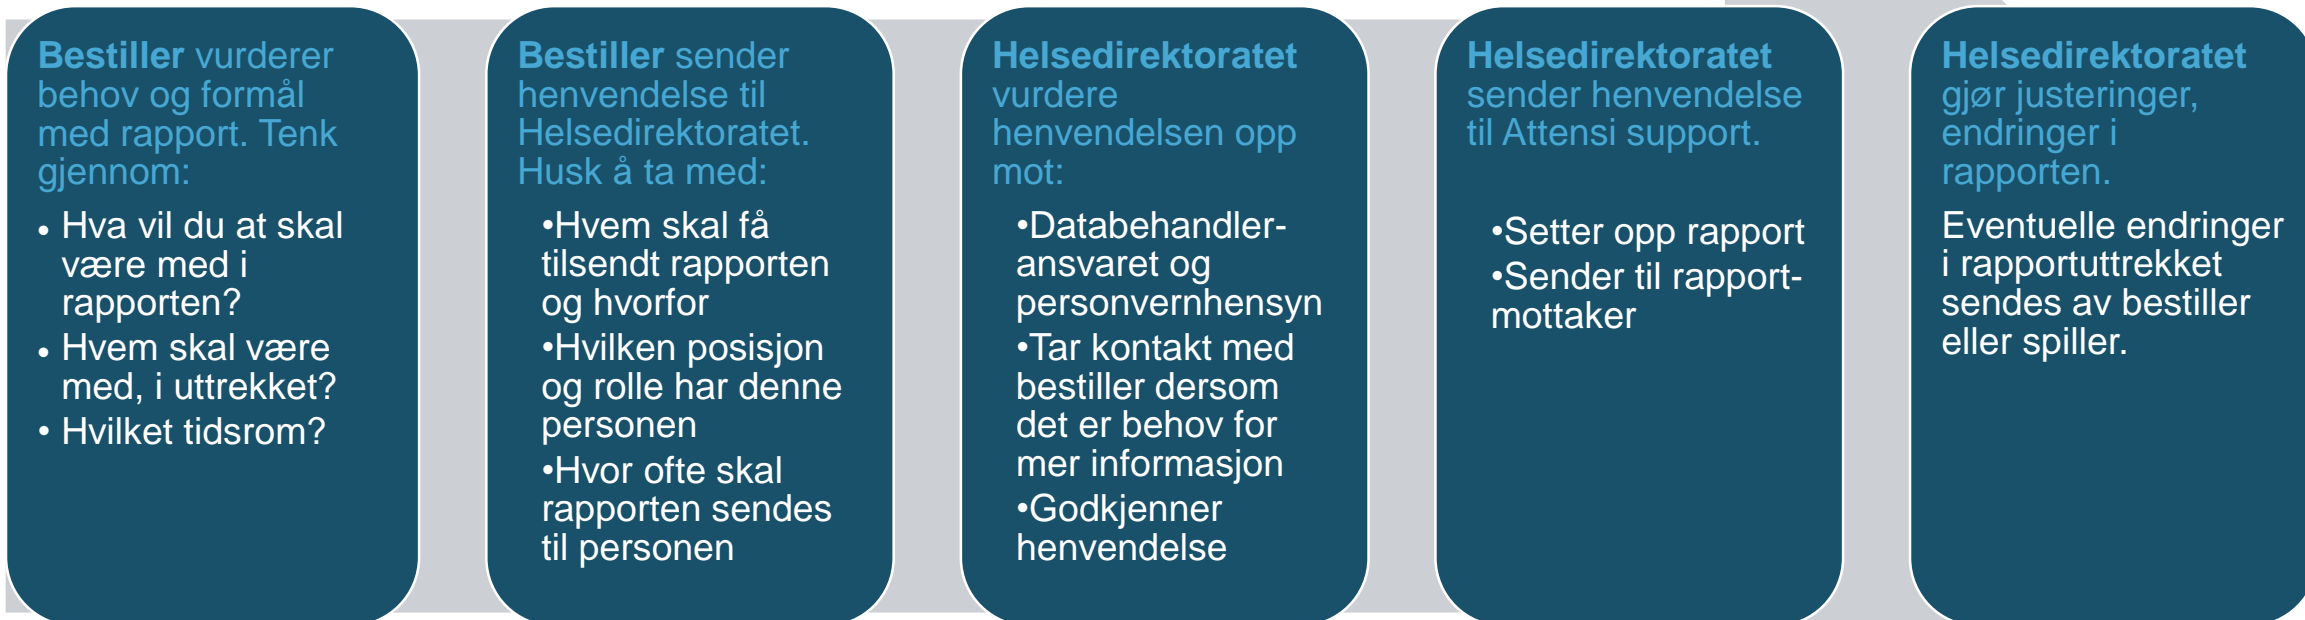 Bestiller vurderer
behov og formål
med rapport. Tenk
gjennom:
• Hva vil du at skal
være med i
rapporten?
• Hvem skal være
med, i uttrekket?
• Hvilket tidsrom?
Bestiller sender
henvendelse til
Helsedirektoratet.
Husk å ta med:
•Hvem skal få
tilsendt rapporten
og hvorfor
•Hvilken posisjon
og rolle har denne
personen
•Hvor ofte skal
rapporten sendes
til personen
Helsedirektoratet
vurdere
henvendelsen opp
mot:
•Databehandler-
ansvaret og
personvernhensyn
•Tar kontakt med
bestiller dersom
det er behov for
mer informasjon
•Godkjenner
henvendelse
Helsedirektoratet
sender henvendelse
til Attensi support.
•Setter opp rapport
•Sender til rapport-
mottaker
Helsedirektoratet
gjør justeringer,
endringer i
rapporten.
Eventuelle endringer
i rapportuttrekket
sendes av bestiller
eller spiller.